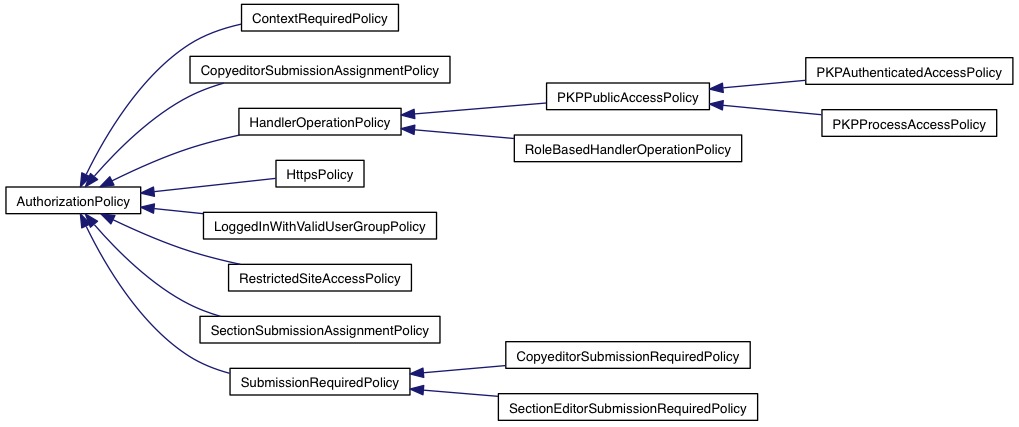 ContextRequiredPolicy
CopyeditorSubmissionAssignmentPolicy
PKPAuthenticatedAccessPolicy
PKPPublicAccessPolicy
HandlerOperationPolicy
PKPProcessAccessPolicy
RoleBasedHandlerOperationPolicy
HttpsPolicy
AuthorizationPolicy
LoggedInWithValidUserGroupPolicy
RestrictedSiteAccessPolicy
SectionSubmissionAssignmentPolicy
CopyeditorSubmissionRequiredPolicy
SubmissionRequiredPolicy
SectionEditorSubmissionRequiredPolicy